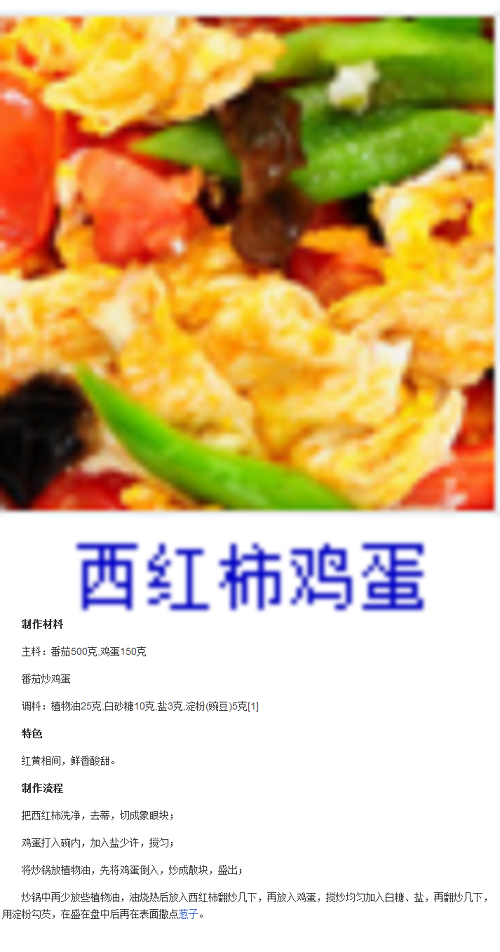 西红柿鸡蛋
制作材料
主料：番茄500克,鸡蛋150克
番茄炒鸡蛋
调料：植物油25克,白砂糖10克,盐3克,淀粉(豌豆)5克[1]
特色
红黄相间，鲜香酸甜。
制作流程
把西红柿洗净，去蒂，切成象眼块；
鸡蛋打入碗内，加入盐少许，搅匀；
将炒锅放植物油，先将鸡蛋倒入，炒成散块，盛出；
炒锅中再少放些植物油，油烧热后放入西红柿翻炒几下，再放入鸡蛋，搅炒均匀加入白糖、盐，再翻炒几下，
用淀粉勾芡，在盛在盘中后再在表面撒点葱子。